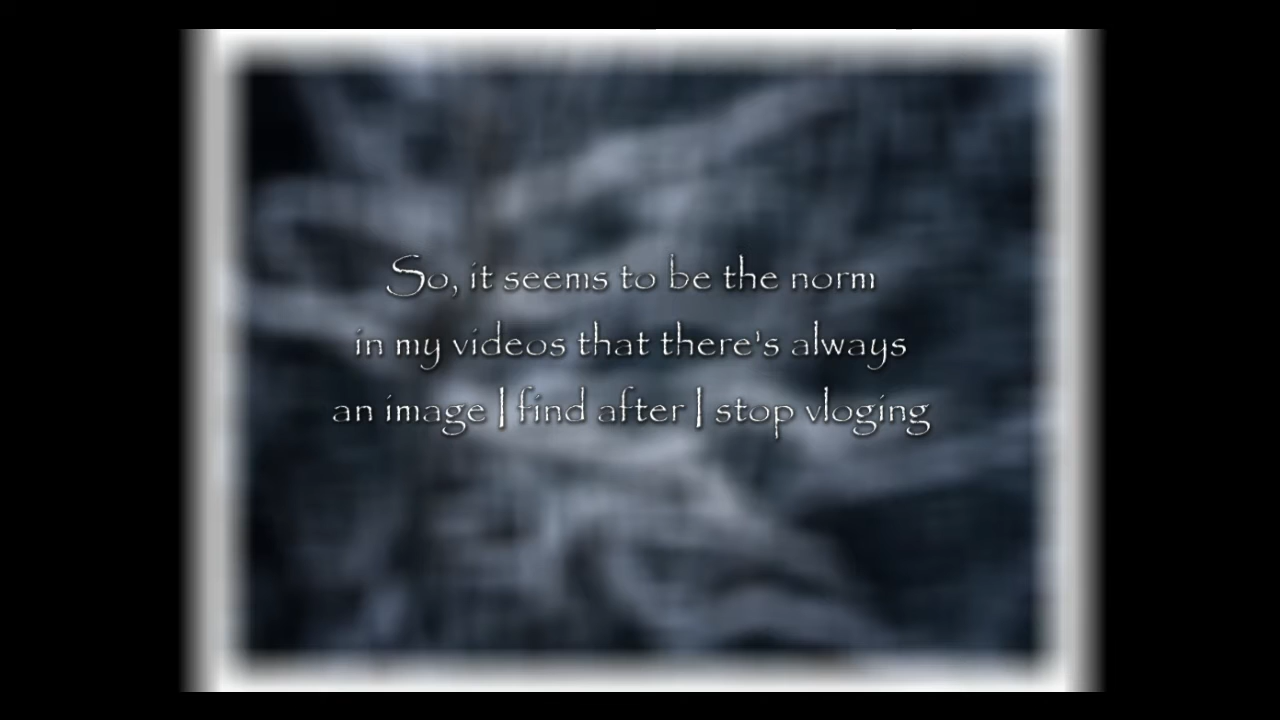 So, it seems to be the norm
in my videos that there's always
an image I find after I stop vloging